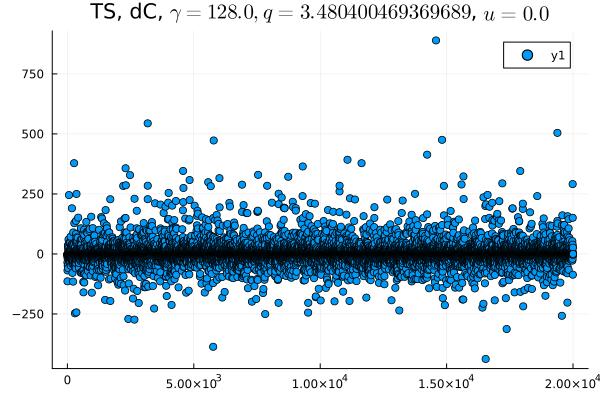 TS, dC, γ = 128.0, q = 3.480400469369689, u = 0.0
y1
750
500
250
0
−250
0 5.00×10³ 1.00×10⁴ 1.50×10⁴ 2.00×10⁴